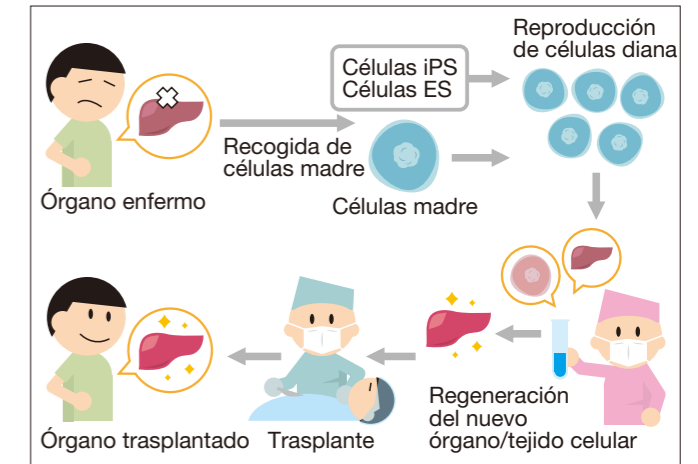 Reproducción
de células diana
Células iPS
Células ES
Recogida de
células madre
Órgano enfermo
Células madre
Regeneración
del nuevo
órgano/tejido celular
Trasplante
Órgano trasplantado